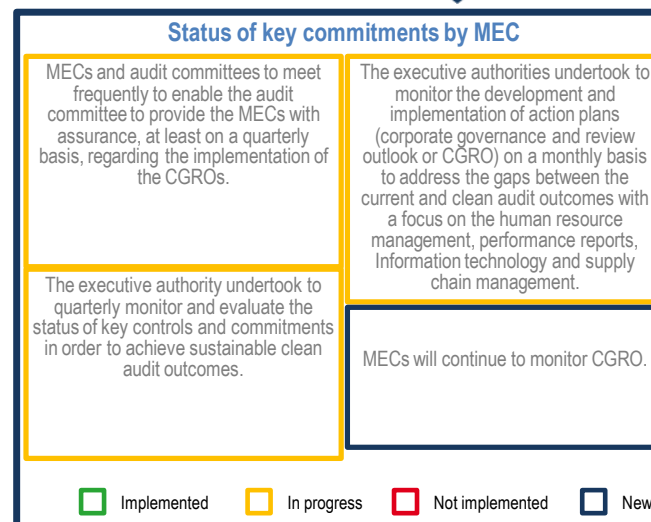 Status of key commitments by MEC
MECs and audit committees to meet
frequently to enable the audit
committee to provide the MECs with
assurance, at least on a quarterly
basis, regarding the implementation of
the CGROs.
The executive authorities undertook to
monitor the development and
implementation of action plans
(corporate governance and review
outlook or CGRO) on a monthly basis
to address the gaps between the
current and clean audit outcomes with
a focus on the human resource
management, performance reports,
Information technology and supply
chain management.
The executive authority undertook to
quarterly monitor and evaluate the
status of key controls and commitments
in order to achieve sustainable clean
audit outcomes.
MECs will continue to monitor CGRO.
Implemented
In progress
Not implemented
New